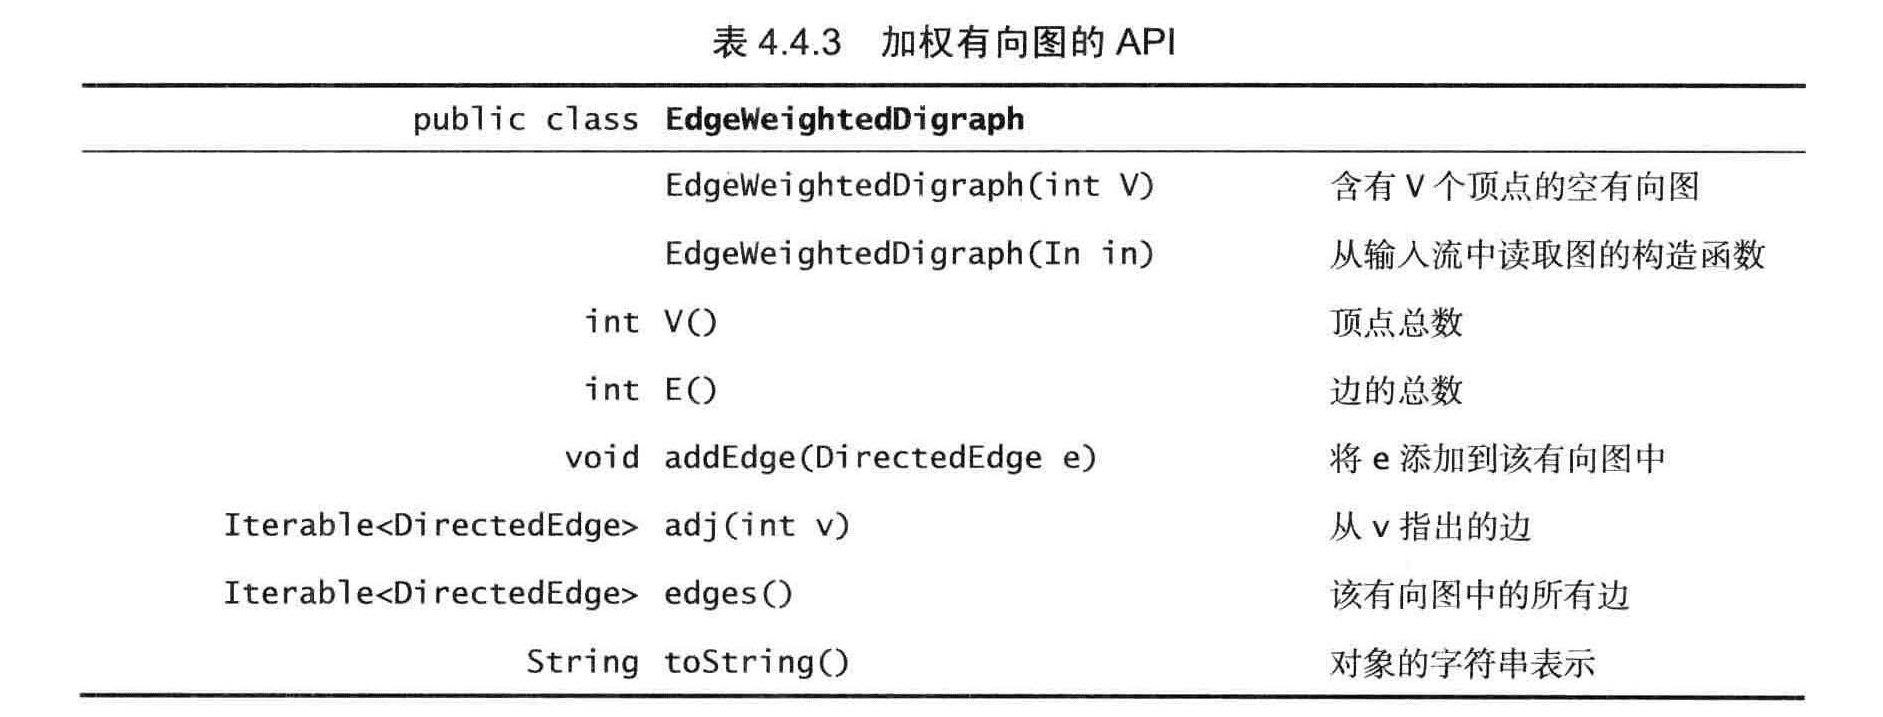 表 4.4.3 加权有向图的 API
public class EdgeWeightedDigraph
EdgeWeightedDigraph(int V) 含有 V 个顶点的空有向图
EdgeWeightedDigraph(In in) 从输入流中读取图的构造函数
int V() 顶点总数
int E() 边的总数
void addEdge(DirectedEdge e) 将 e 添加到该有向图中
Iterable<DirectedEdge> adj(int v) 从 v 指出的边
Iterable<DirectedEdge> edges() 该有向图中的所有边
String toString() 对象的字符串表示